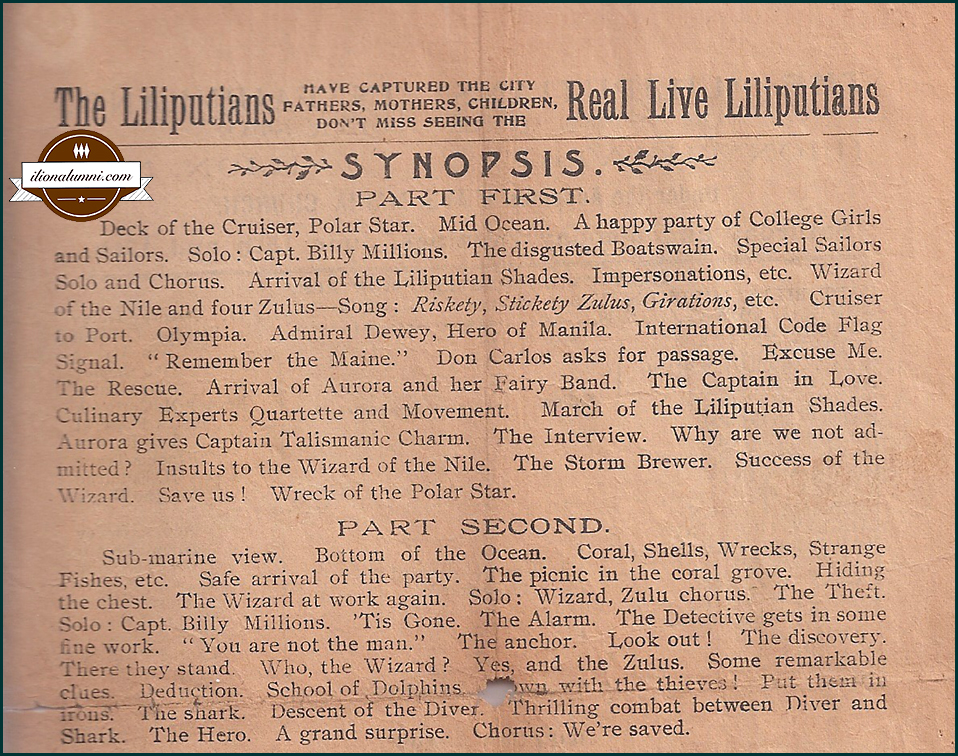 The Liliputians HAVE CAPTURED THE CITY FATHERS, MOTHERS, CHILDREN, DON'T MISS SEEING THE Real Live Liliputians
ilionalumni.com
SYNOPSIS.
PART FIRST.
Deck of the Cruiser, Polar Star. Mid Ocean. A happy party of College Girls
and Sailors. Solo: Capt. Billy Millions. The disgusted Boatswain. Special Sailors
Solo and Chorus. Arrival of the Liliputian Shades. Impersonations, etc. Wizard
of the Nile and four Zulus—Song: Riskety, Stickety Zulus, Girations, etc. Cruiser
to Port. Olympia. Admiral Dewey, Hero of Manila. International Code Flag
Signal. "Remember the Maine." Don Carlos asks for passage. Excuse Me.
The Rescue. Arrival of Aurora and her Fairy Band. The Captain in Love.
Culinary Experts Quartette and Movement. March of the Liliputian Shades.
Aurora gives Captain Talismanic Charm. The Interview. Why are we not ad-
mitted? Insults to the Wizard of the Nile. The Storm Brewer. Success of the
Wizard. Save us! Wreck of the Polar Star.
PART SECOND.
Sub-marine view. Bottom of the Ocean. Coral, Shells, Wrecks, Strange
Fishes, etc. Safe arrival of the party. The picnic in the coral grove. Hiding
the chest. The Wizard at work again. Solo: Wizard, Zulu chorus. The Theft.
Solo: Capt. Billy Millions. 'Tis Gone. The Alarm. The Detective gets in some
fine work. "You are not the man." The anchor. Look out! The discovery.
There they stand. Who, the Wizard? Yes, and the Zulus. Some remarkable
clues. Deduction. School of Dolphins. own with the thieves! Put them in
irons. The shark. Descent of the Diver. Thrilling combat between Diver and
Shark. The Hero. A grand surprise. Chorus: We're saved.